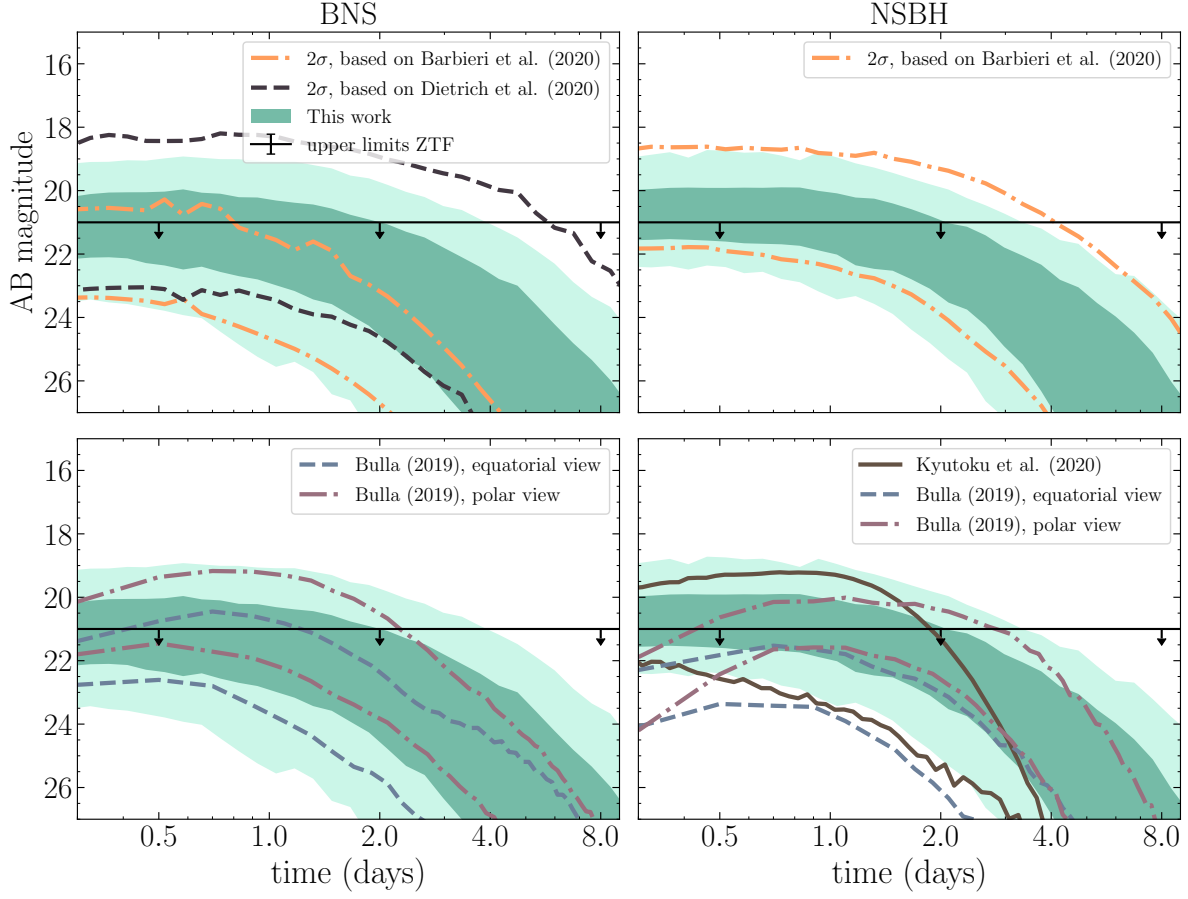 BNS
NSBH
AB magnitude
16
18
20
22
24
26
2σ, based on Barbieri et al. (2020)
2σ, based on Dietrich et al. (2020)
This work
upper limits ZTF
2σ, based on Barbieri et al. (2020)
16
18
20
22
24
26
Bulla (2019), equatorial view
Bulla (2019), polar view
Kyutoku et al. (2020)
Bulla (2019), equatorial view
Bulla (2019), polar view
0.5
1.0
2.0
4.0
8.0
0.5
1.0
2.0
4.0
8.0
time (days)
time (days)